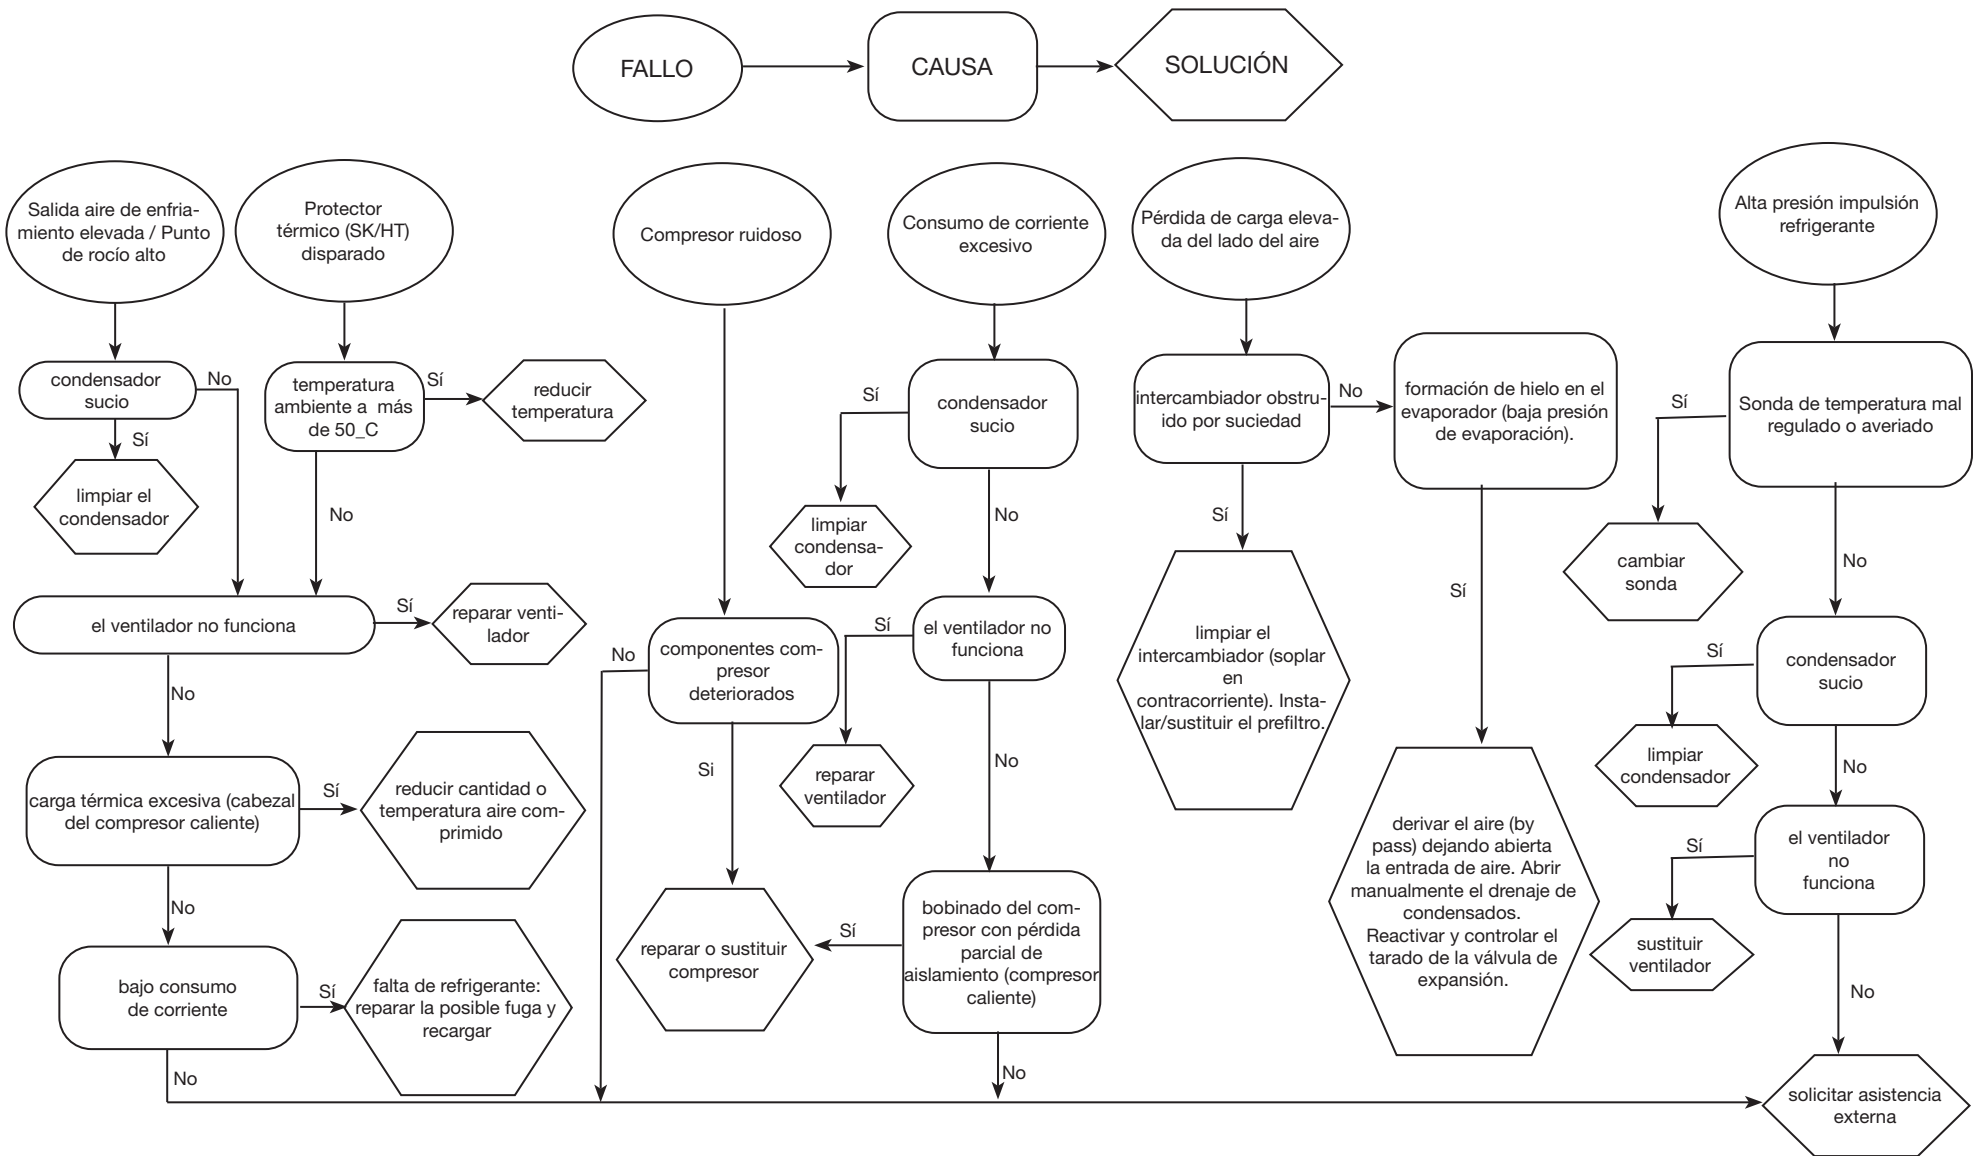 FALLO
CAUSA
SOLUCIÓN
Salida aire de enfria-
miento elevada / Punto
de rocío alto
Protector
térmico (SK/HT)
disparado
Compresor ruidoso
Consumo de corriente
excesivo
Pérdida de carga eleva-
da del lado del aire
Alta presión impulsión
refrigerante
condensador
sucio
No
Sí
limpiar el
condensador
temperatura
ambiente a más
de 50_C
Sí
reducir
temperatura
No
el ventilador no funciona
Sí
reparar venti-
lador
No
carga térmica excesiva (cabezal
del compresor caliente)
Sí
reducir cantidad o
temperatura aire com-
primido
No
bajo consumo
de corriente
Sí
falta de refrigerante:
reparar la posible fuga y
recargar
No
componentes com-
presor
deteriorados
No
Si
reparar o sustituir
compresor
condensador
sucio
Sí
limpiar
condensa-
dor
No
el ventilador no
funciona
Sí
reparar
ventilador
No
bobinado del com-
presor con pérdida
parcial de
aislamiento (compresor
caliente)
Sí
No
intercambiador obstru-
ido por suciedad
No
Sí
limpiar el
intercambiador (soplar
en
contracorriente). Insta-
lar/sustituir el prefiltro.
formación de hielo en el
evaporador (baja presión
de evaporación).
Sí
derivar el aire (by
pass) dejando abierta
la entrada de aire. Abrir
manualmente el drenaje de
condensados.
Reactivar y controlar el
tarado de la válvula de
expansión.
Sonda de temperatura mal
regulado o averiado
Sí
cambiar
sonda
No
condensador
sucio
Sí
limpiar
condensador
No
el ventilador
no
funciona
Sí
sustituir
ventilador
No
solicitar asistencia
externa